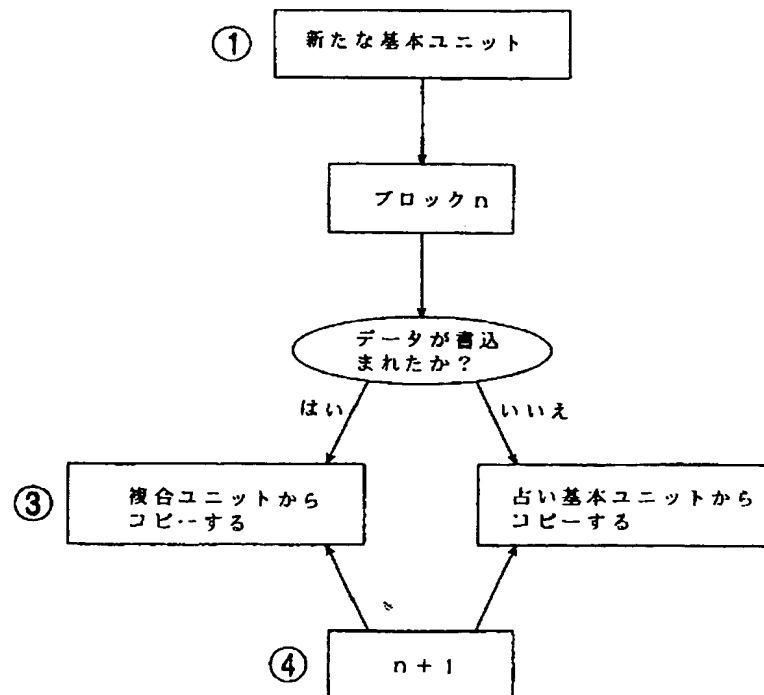 ① 新たな基本ユニット
ブロックn
データが書込
まれたか？
はい
いいえ
③ 複合ユニットから
コピーする
占い基本ユニットから
コピーする
④ n+1